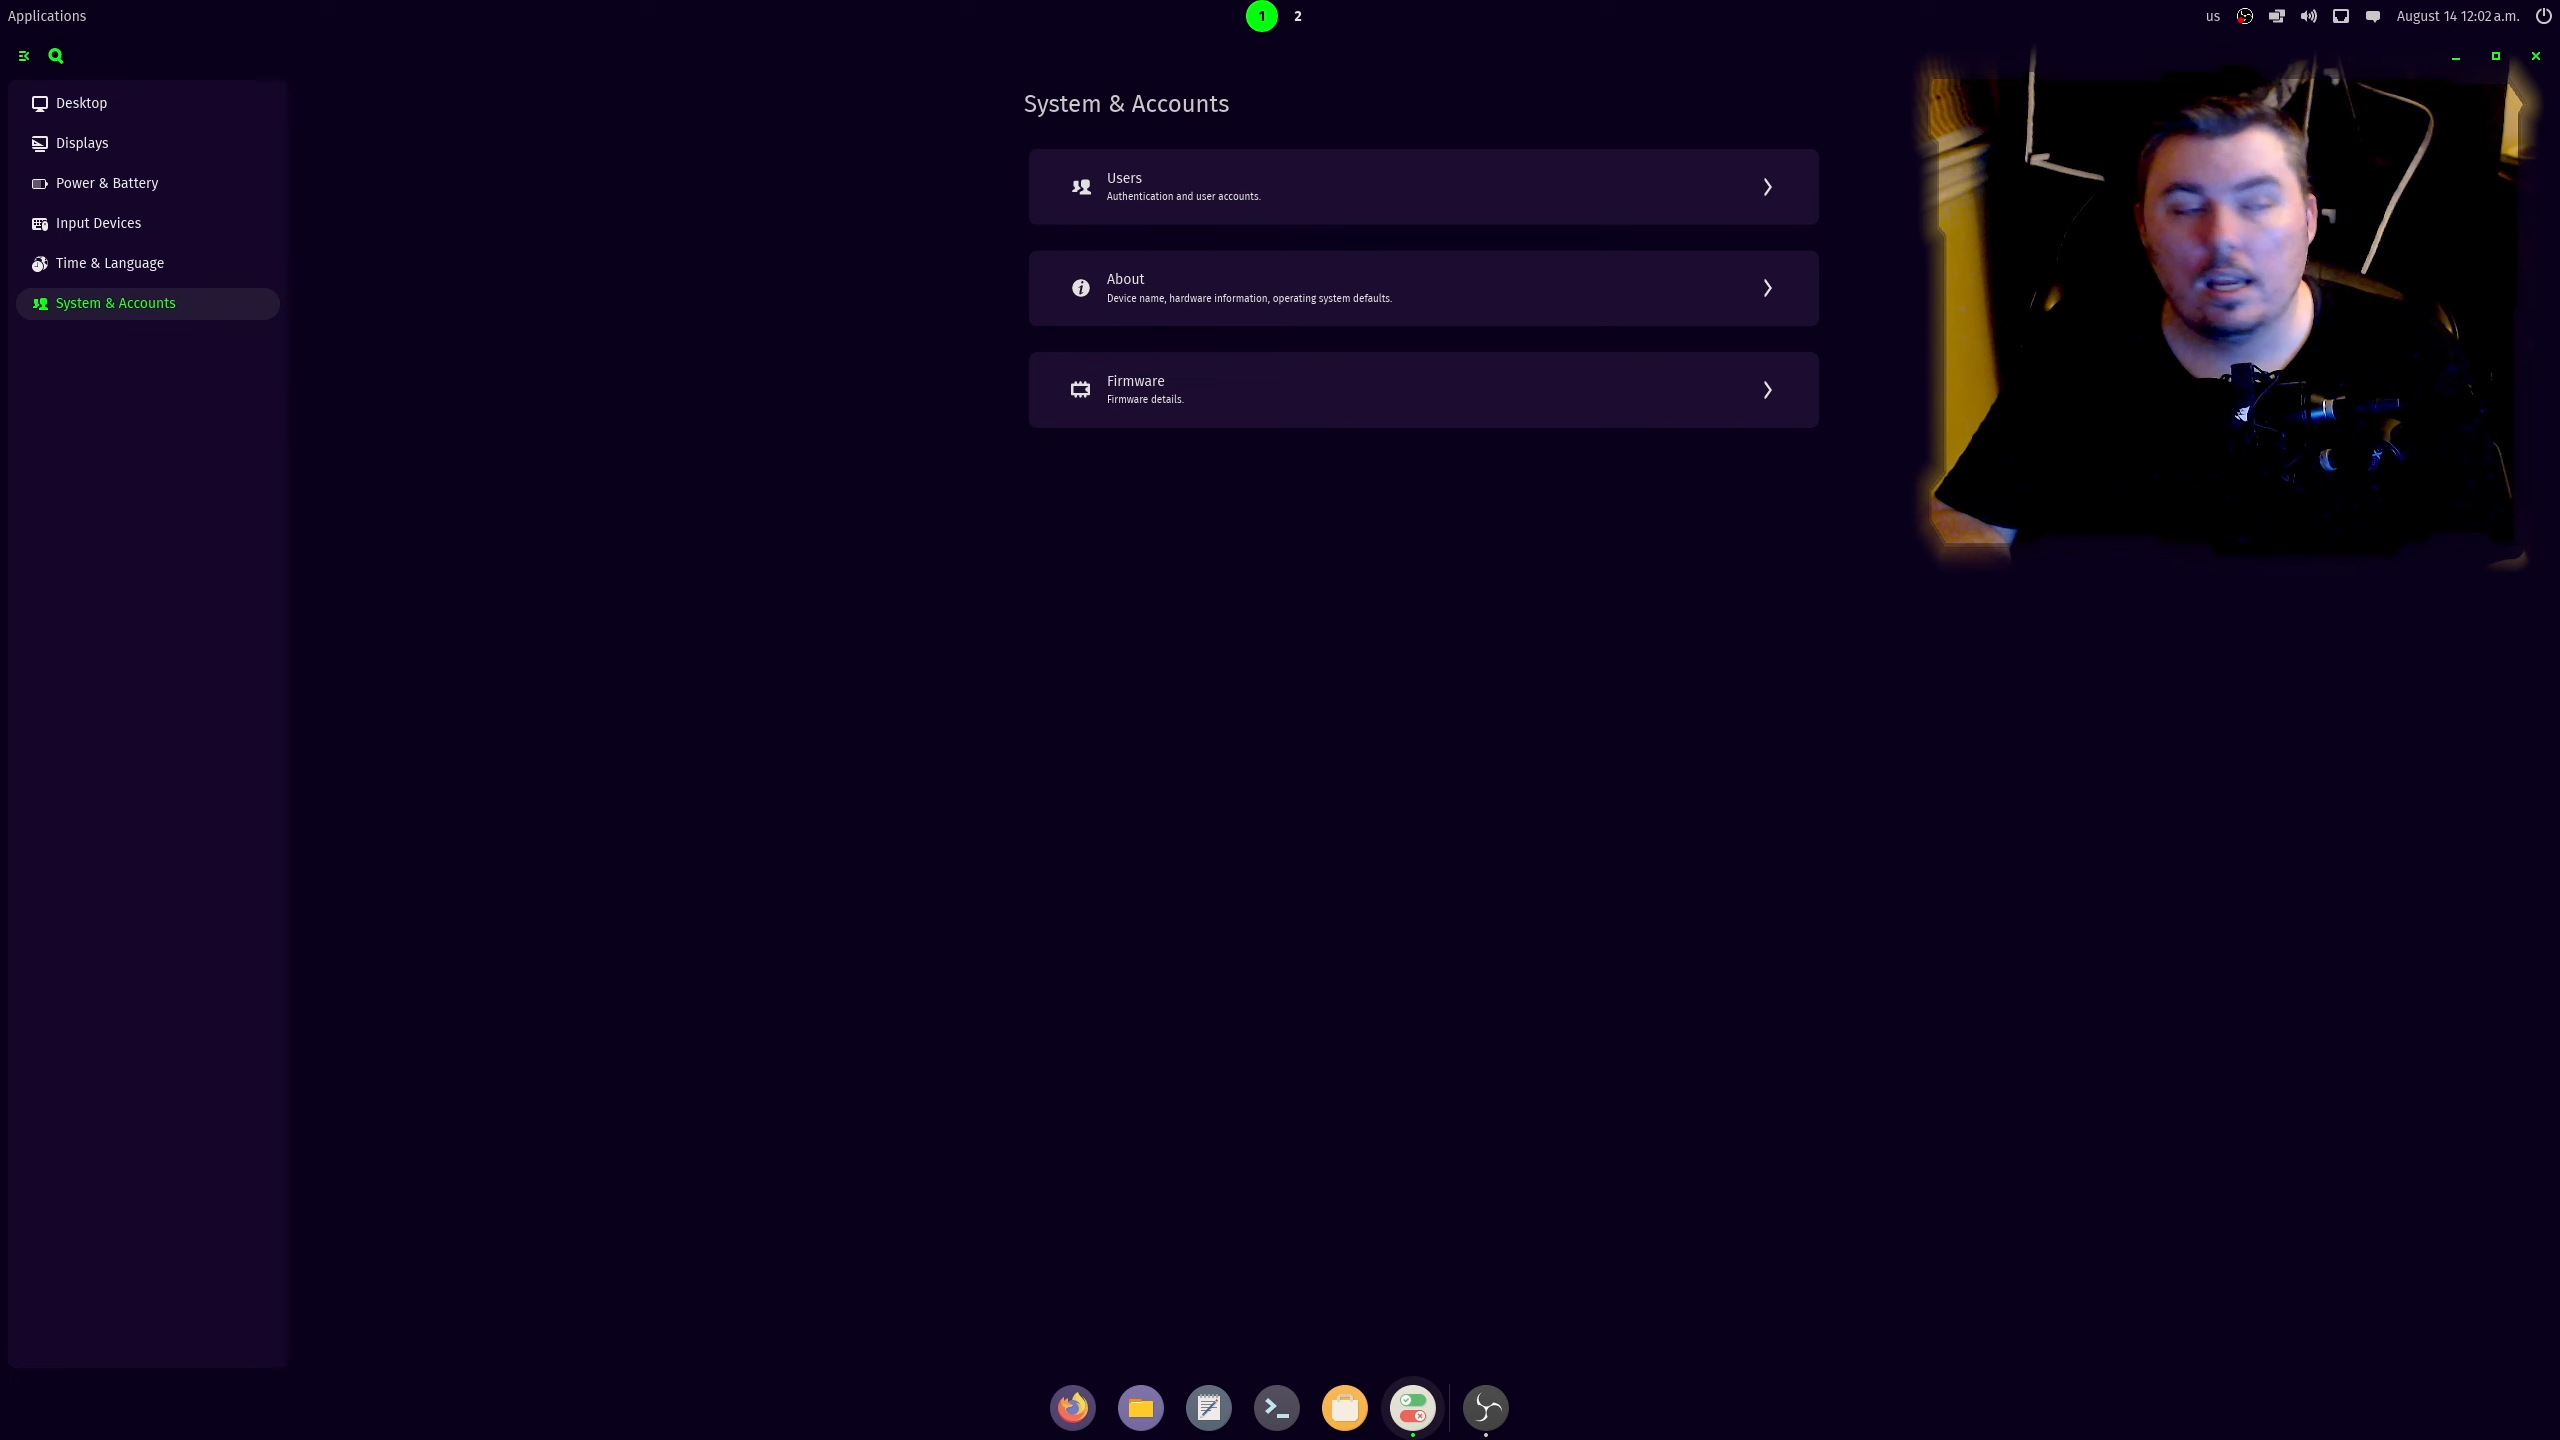 Applications
1 2
us
August 14 12:02 a.m.
Desktop
Displays
Power & Battery
Input Devices
Time & Language
System & Accounts
System & Accounts
Users
Authentication and user accounts.
About
Device name, hardware information, operating system defaults.
Firmware
Firmware details.